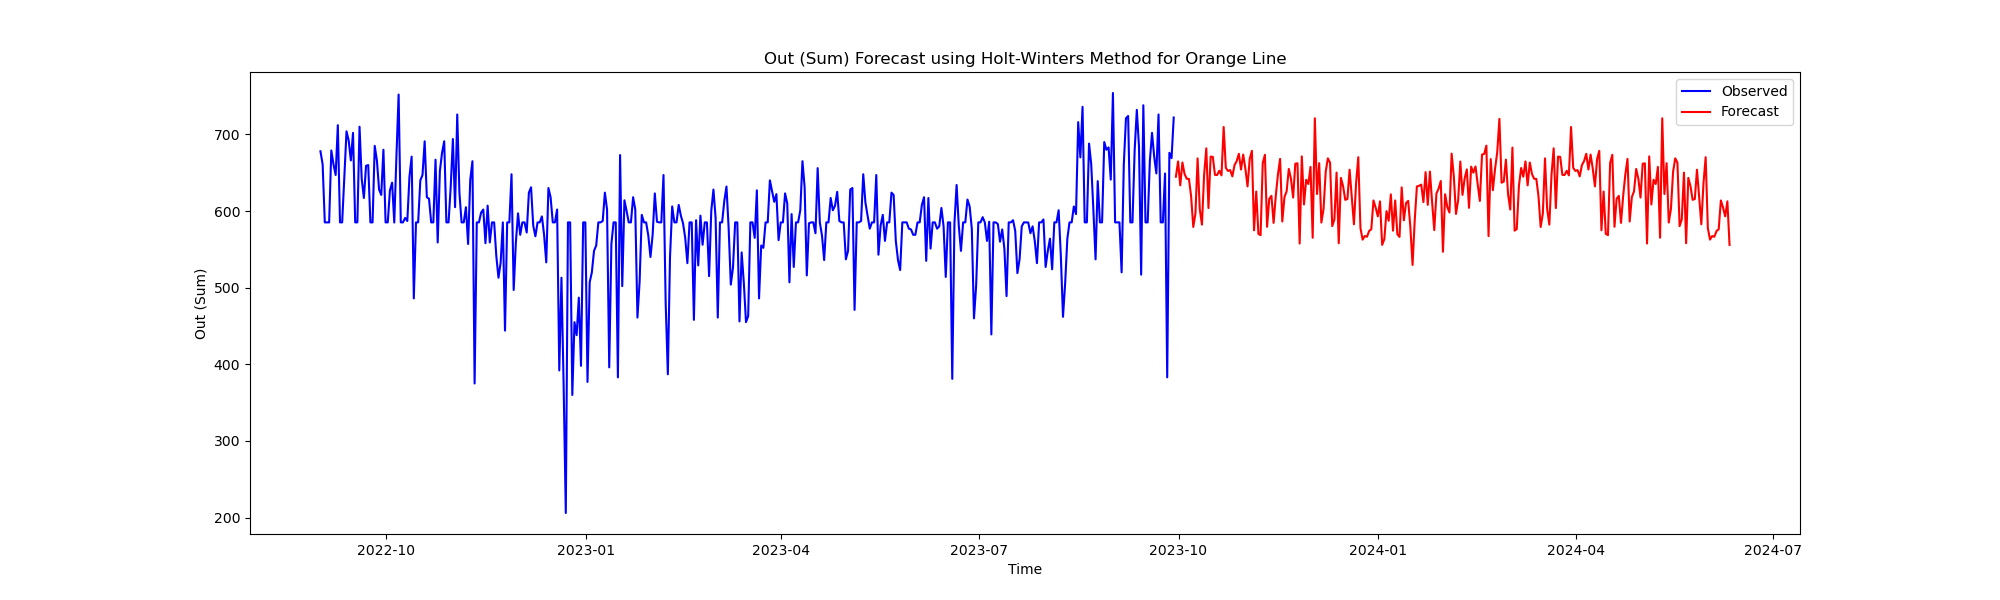 Out (Sum) Forecast using Holt-Winters Method for Orange Line
Observed
Forecast
Out (Sum)
700
600
500
400
300
200
2022-10
2023-01
2023-04
2023-07
2023-10
2024-01
2024-04
2024-07
Time